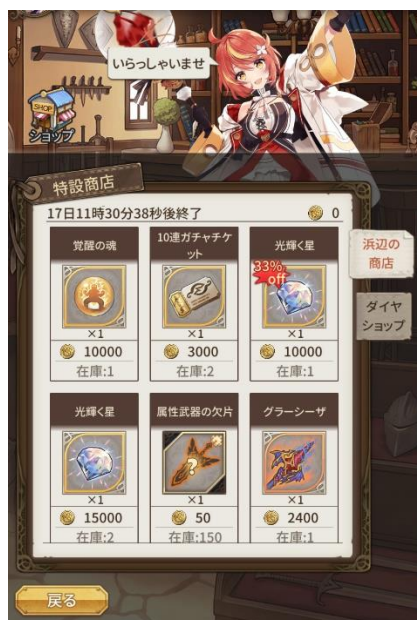 いらっしゃいませ
SHOP
ショップ
特設商店
17日11時30分38秒後終了
0
浜辺の
商店
ダイヤ
ショップ
覚醒の魂
×1
10000
在庫:1
10連ガチャチケ
ット
×1
3000
在庫:2
光輝く星
33%
off
×1
10000
在庫:1
光輝く星
×1
15000
在庫:2
属性武器の欠片
×1
50
在庫:150
グラーシーザ
×1
2400
在庫:1
戻る